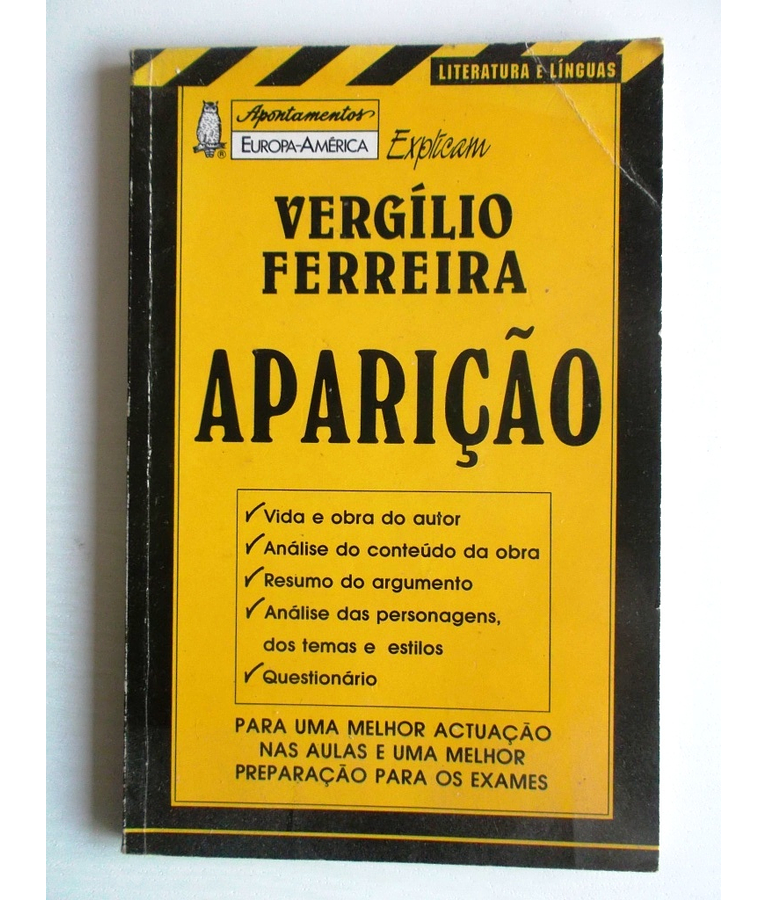 LITERATURA E LÍNGUAS
Apontamentos
EUROPA-AMÉRICA
Explicam
®
VERGÍLIO
FERREIRA
APARIÇÃO
✓Vida e obra do autor
✓Análise do conteúdo da obra
✓Resumo do argumento
✓Análise das personagens,
dos temas e estilos
✓Questionário
PARA UMA MELHOR ACTUAÇÃO
NAS AULAS E UMA MELHOR
PREPARAÇÃO PARA OS EXAMES